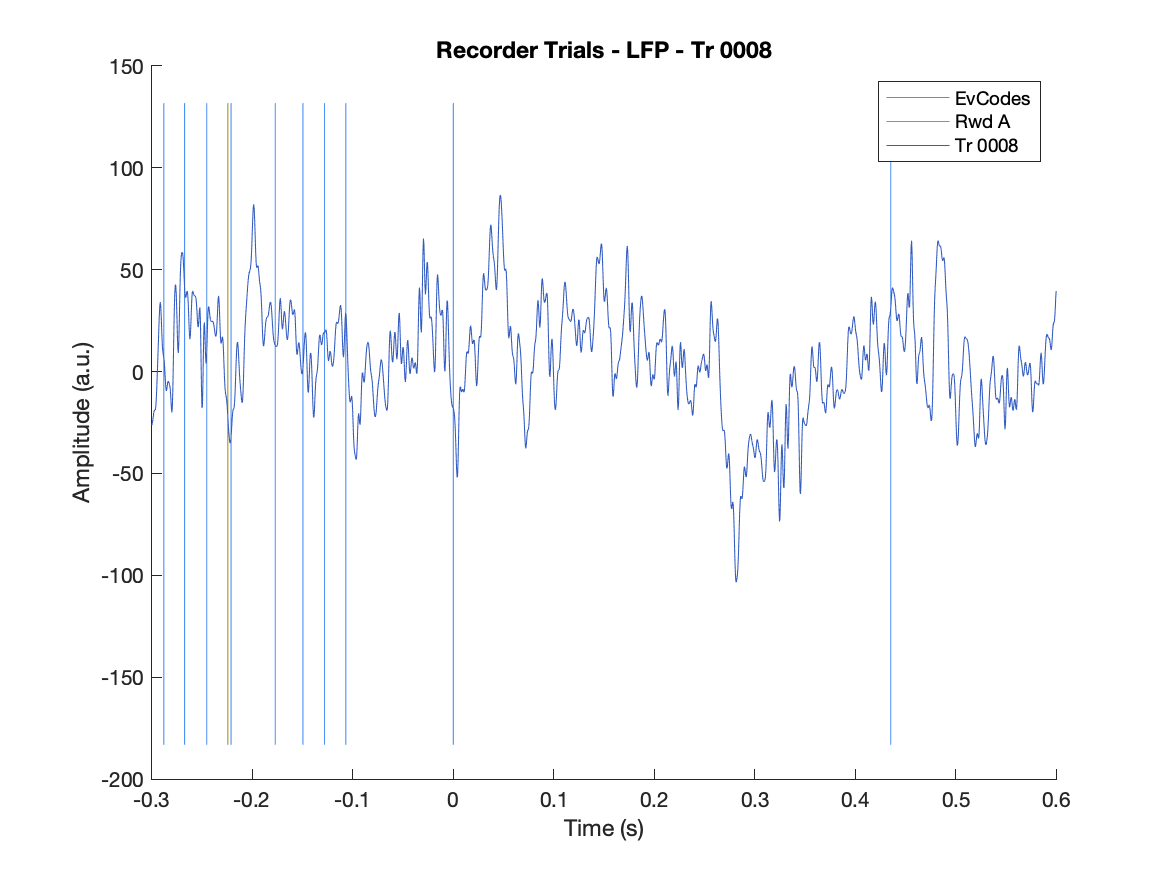 Recorder Trials - LFP - Tr 0008
150
100
50
0
-50
-100
-150
-200
Amplitude (a.u.)
EvCodes
Rwd A
Tr 0008
-0.3 -0.2 -0.1 0 0.1 0.2 0.3 0.4 0.5 0.6
Time (s)